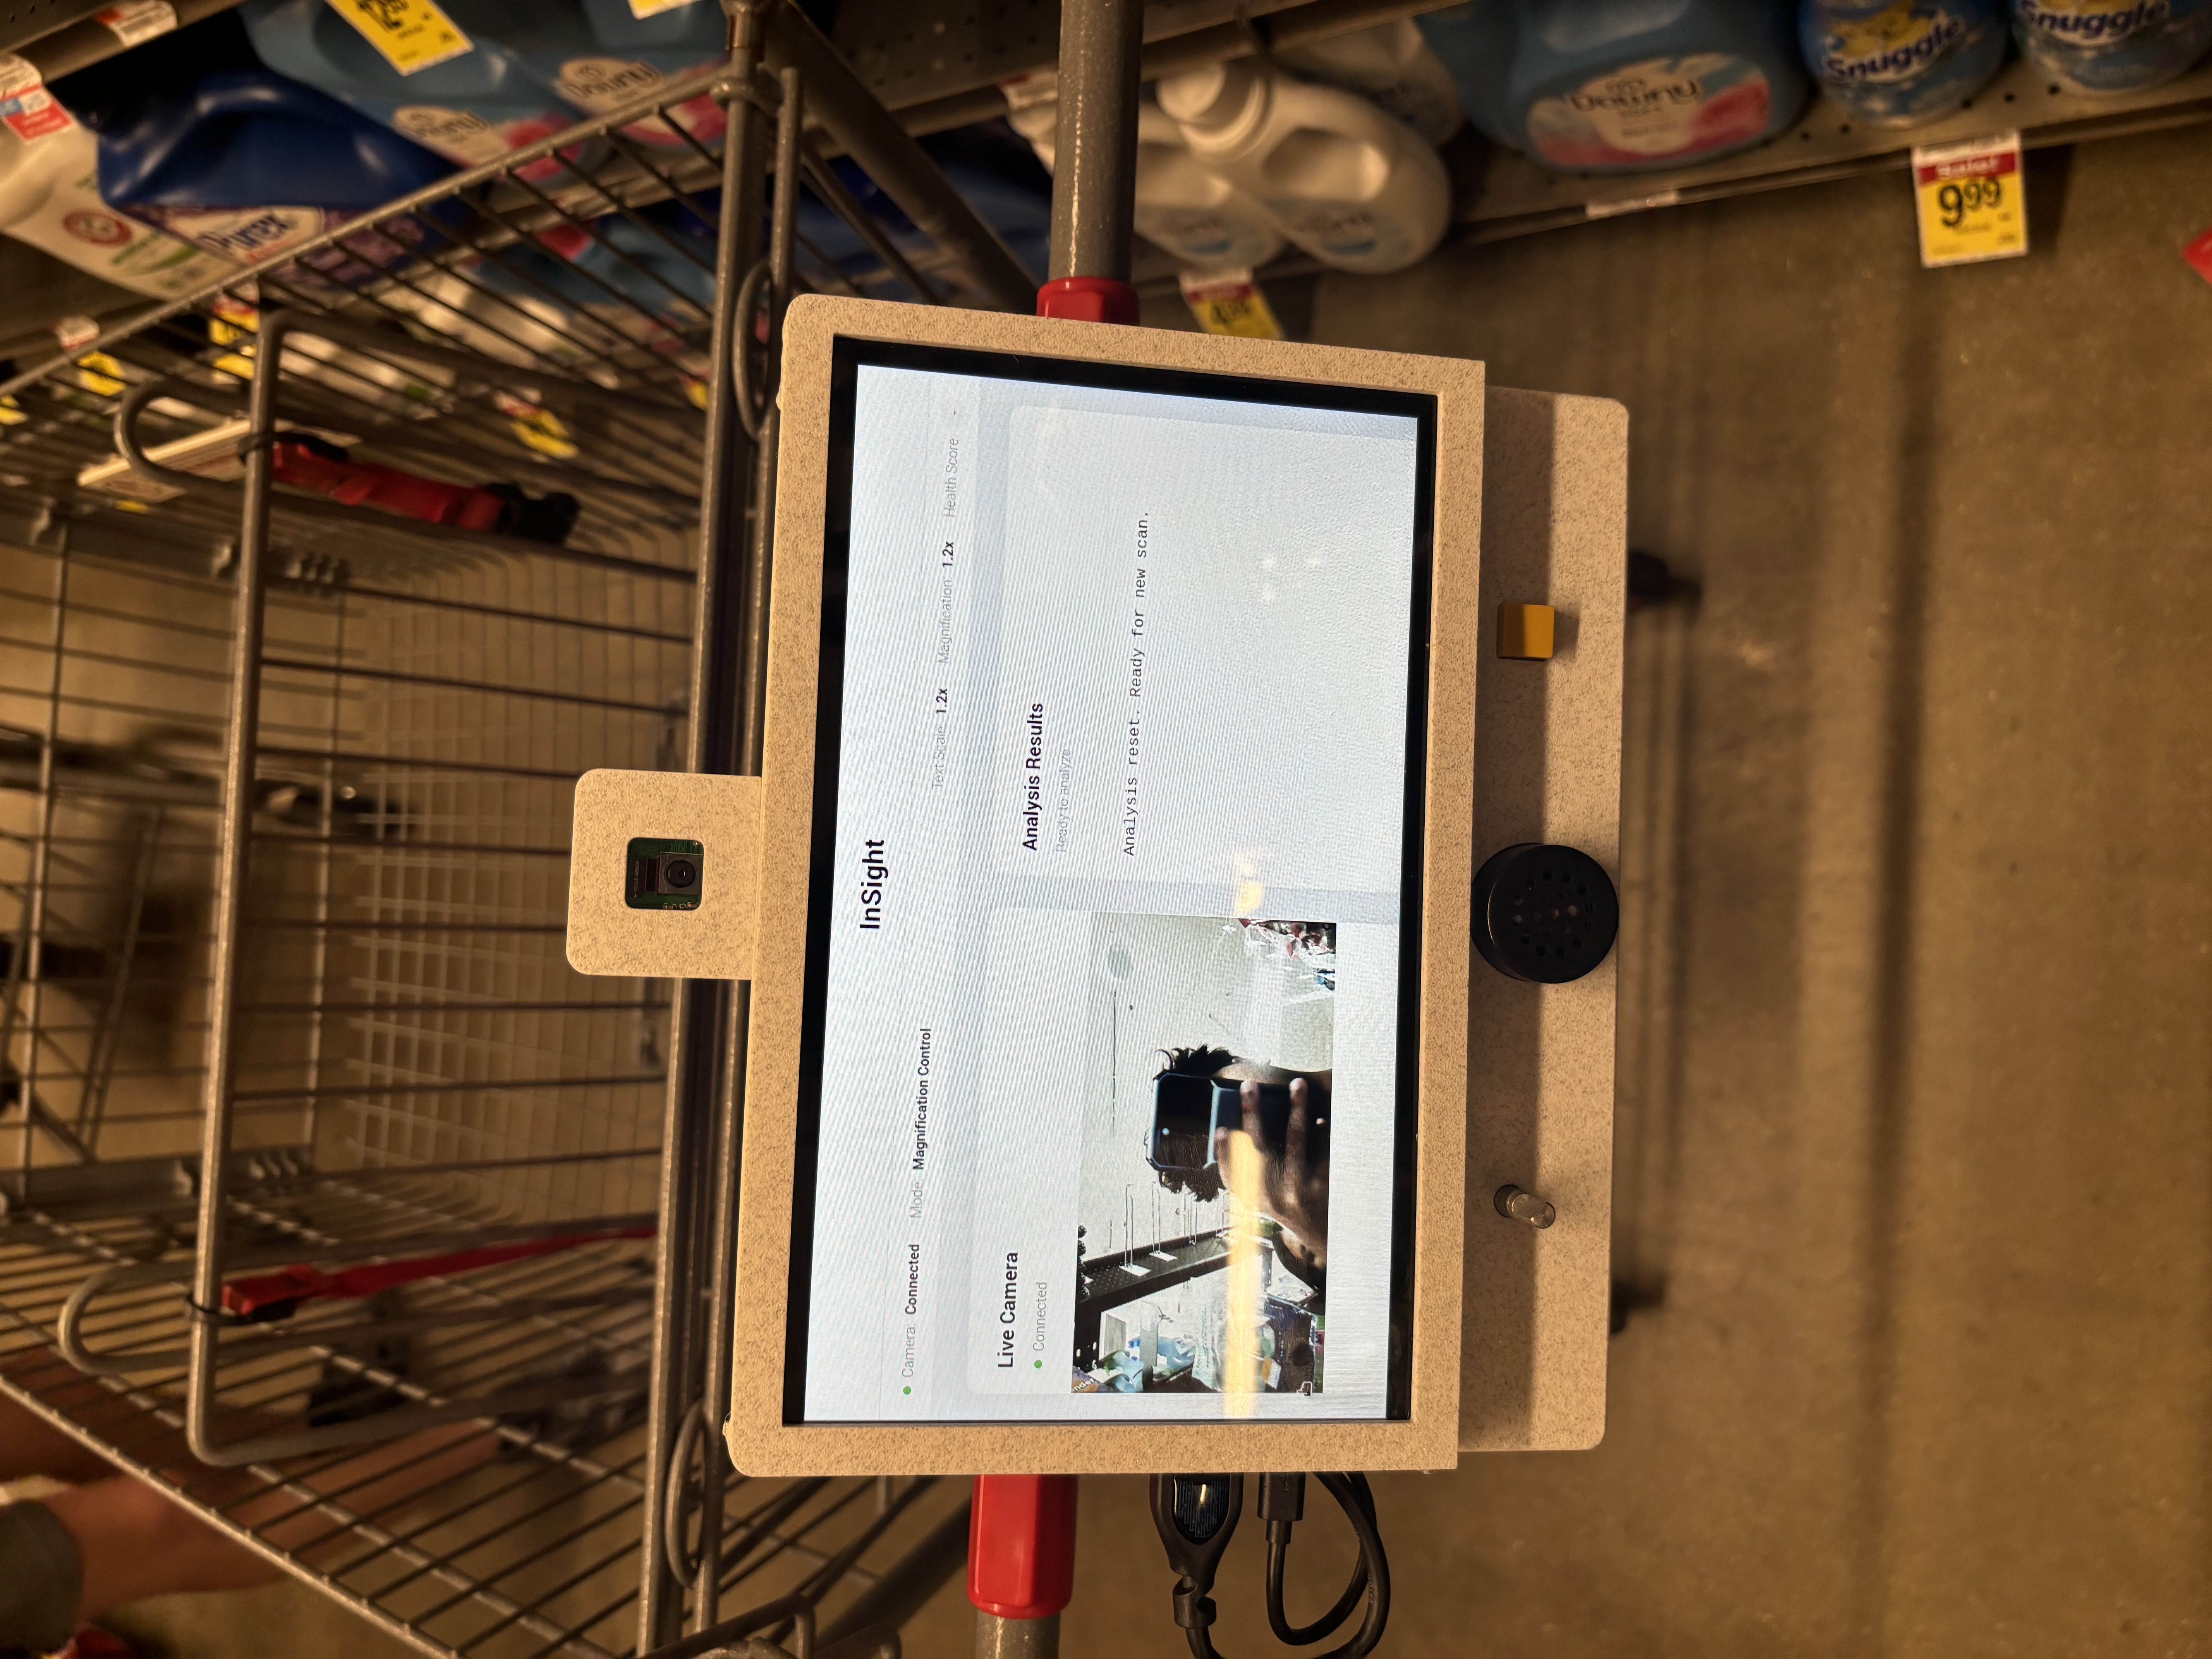 Purex
Downy
InSight
Camera: Connected Mode: Magnification Control
Text Scale: 1.2x Magnification: 1.2x Health Score: -
Live Camera
Connected
Analysis Results
Ready to analyze
Analysis reset. Ready for new scan.
Downy
Snuggle
9.99
Snuggle